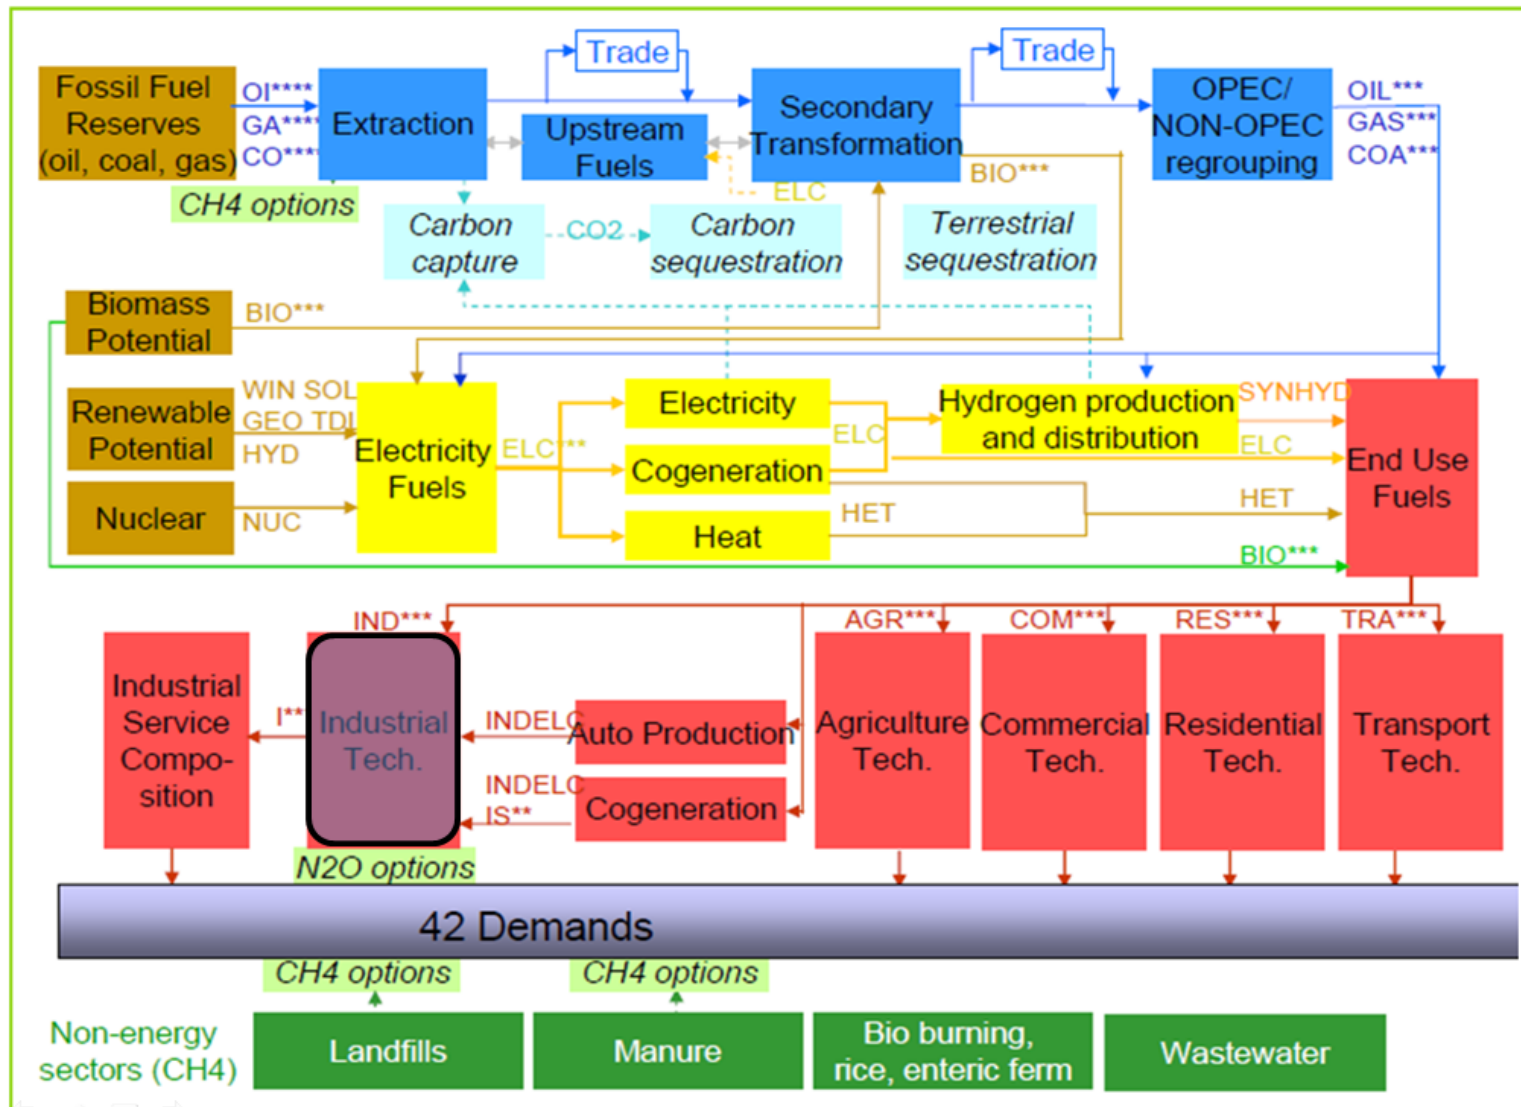 Trade
Trade
Fossil Fuel
Reserves
(oil, coal, gas)
OI****
GA****
CO****
Extraction
Upstream
Fuels
Secondary
Transformation
OPEC/
NON-OPEC
regrouping
OIL***
GAS***
COA***
BIO***
ELC
CH4 options
Carbon
capture
CO2
Carbon
sequestration
Terrestrial
sequestration
Biomass
Potential
BIO***
Renewable
Potential
WIN SOL
GEO TDL
HYD
Nuclear
NUC
Electricity
Fuels
ELC***
Electricity
Cogeneration
Heat
ELC
HET
Hydrogen production
and distribution
SYNHYD
ELC
HET
BIO***
End Use
Fuels
IND***
AGR***
COM***
RES***
TRA***
Industrial
Service
Compo-
sition
I**
Industrial
Tech.
INDELC
Auto Production
INDELC
IS**
Cogeneration
Agriculture
Tech.
Commercial
Tech.
Residential
Tech.
Transport
Tech.
N2O options
42 Demands
CH4 options
CH4 options
Non-energy
sectors (CH4)
Landfills
Manure
Bio burning,
rice, enteric ferm
Wastewater